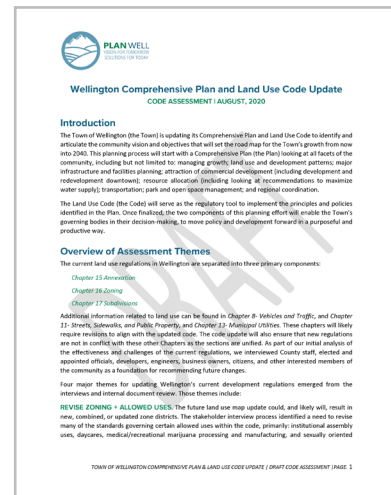 PLAN WELL
VISION FOR TOMORROW
SOLUTIONS FOR TODAY
Wellington Comprehensive Plan and Land Use Code Update
CODE ASSESSMENT | AUGUST, 2020
Introduction
The Town of Wellington (the Town) is updating its Comprehensive Plan and Land Use Code to identify and
articulate the community vision and objectives that will set the road map for the Town's growth from now
into 2040. This planning process will start with a Comprehensive Plan (the Plan) looking at all facets of the
community, including but not limited to: managing growth; land use and development patterns; major
infrastructure and facilities planning; attraction of commercial development (including development and
redevelopment downtown); resource allocation (including looking at recommendations to maximize
water supply); transportation; park and open space management; and regional coordination.
The Land Use Code (the Code) will serve as the regulatory tool to implement the principles and policies
identified in the Plan. Once finalized, the two components of this planning effort will enable the Town's
governing bodies in their decision-making, to move policy and development forward in a purposeful and
productive way.
Overview of Assessment Themes
The current land use regulations in Wellington are separated into three primary components:
Chapter 15 Annexation
Chapter 16 Zoning
Chapter 17 Subdivisions
Additional information related to land use can be found in Chapter 8- Vehicles and Traffic, and Chapter
11- Streets, Sidewalks, and Public Property, and Chapter 13- Municipal Utilities. These chapters will likely
require revisions to align with the updated code. The code update will also ensure that new regulations
are not in conflict with these other Chapters as the sections are unified. As part of our initial analysis of
the effectiveness and challenges of the current regulations, we interviewed County staff, elected and
appointed officials, developers, engineers, business owners, citizens, and other interested members of
the community as a foundation for recommending future changes.
Four major themes for updating Wellington's current development regulations emerged from the
interviews and internal document review. Those themes include:
REVISE ZONING + ALLOWED USES. The future land use map update could, and likely will, result in
new, combined, or updated zone districts. The stakeholder interview process identified a need to revise
many of the standards governing certain allowed uses within the code, primarily: institutional assembly
uses, daycares, medical/recreational marijuana processing and manufacturing, and sexually oriented
TOWN OF WELLINGTON COMPREHENSIVE PLAN & LAND USE CODE UPDATE | DRAFT CODE ASSESSMENT |PAGE. 1
DRAFT